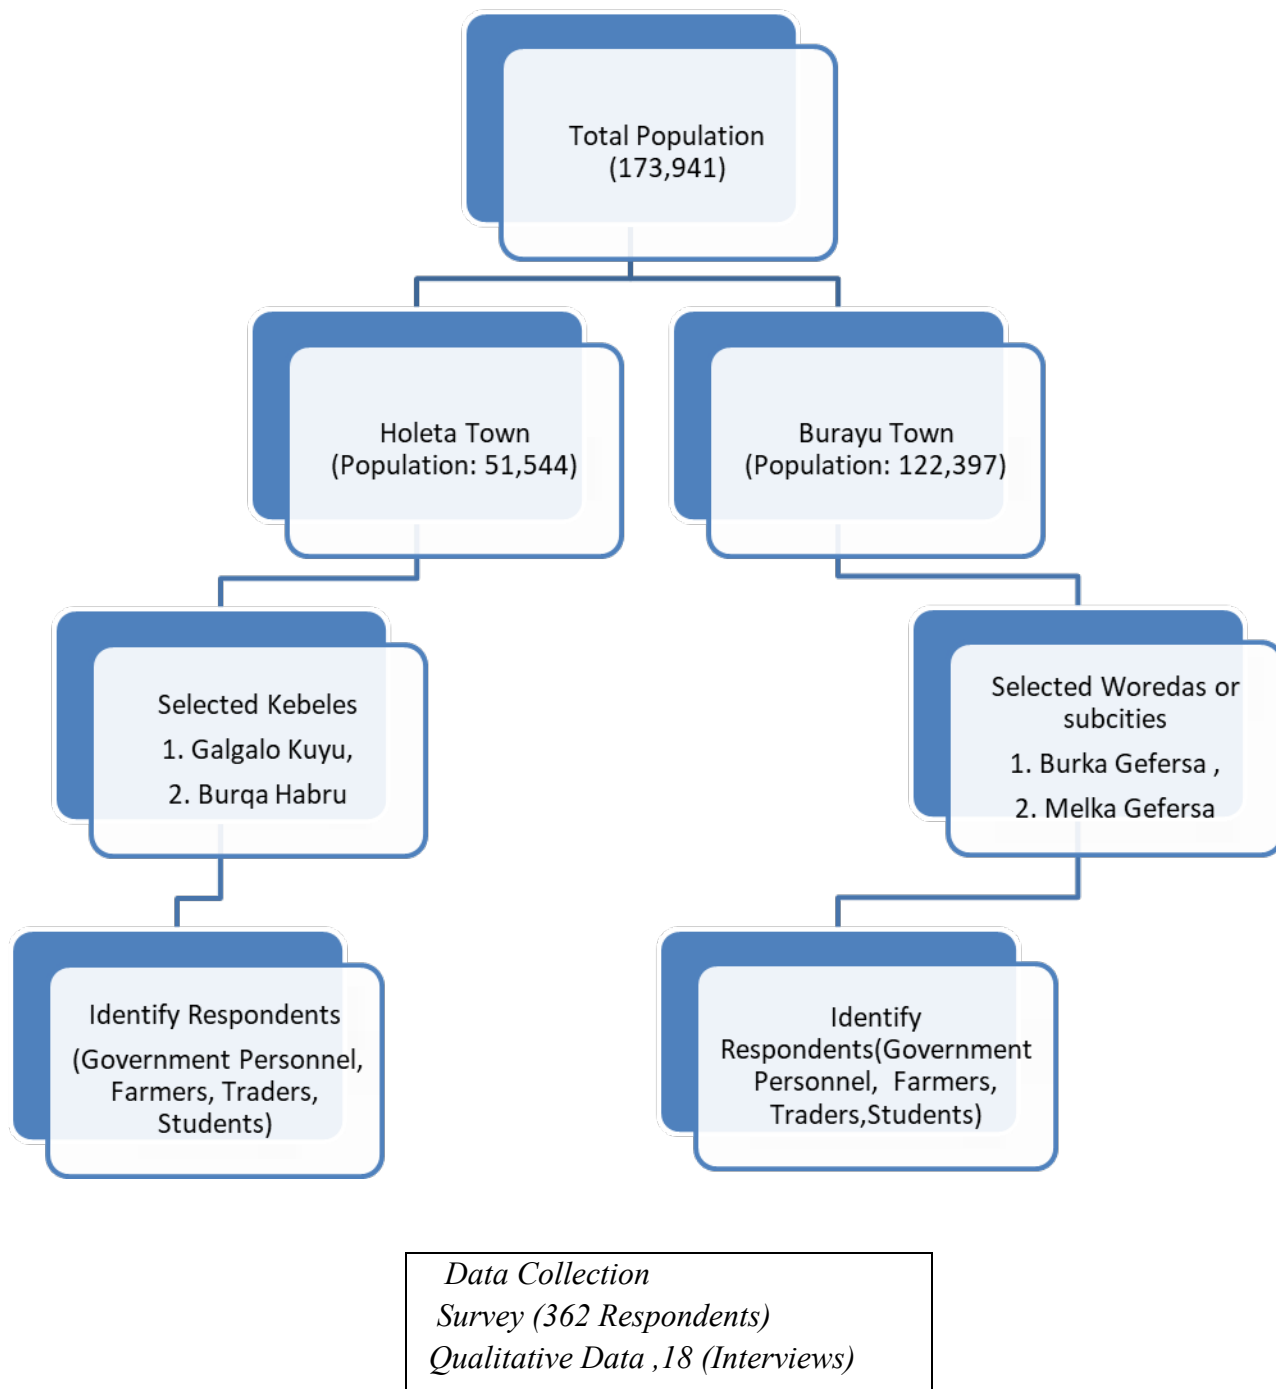 Total Population
(173,941)
Holeta Town
(Population: 51,544)
Burayu Town
(Population: 122,397)
Selected Kebeles
1. Galgalo Kuyu,
2. Burqa Habru
Selected Woredas or
subcities
1. Burka Gefersa ,
2. Melka Gefersa
Identify Respondents
(Government Personnel,
Farmers, Traders,
Students)
Identify
Respondents(Government
Personnel, Farmers,
Traders,Students)
Data Collection
Survey (362 Respondents)
Qualitative Data ,18 (Interviews)